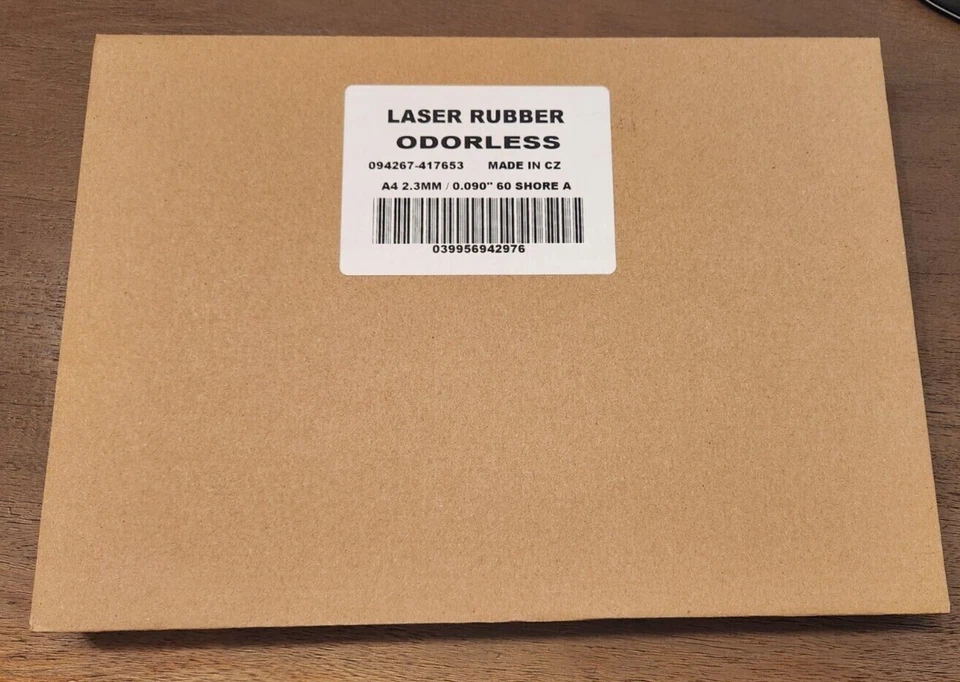 LASER RUBBER
ODORLESS
094267-417653 MADE IN CZ
A4 2.3MM / 0.090" 60 SHORE A
039956942976